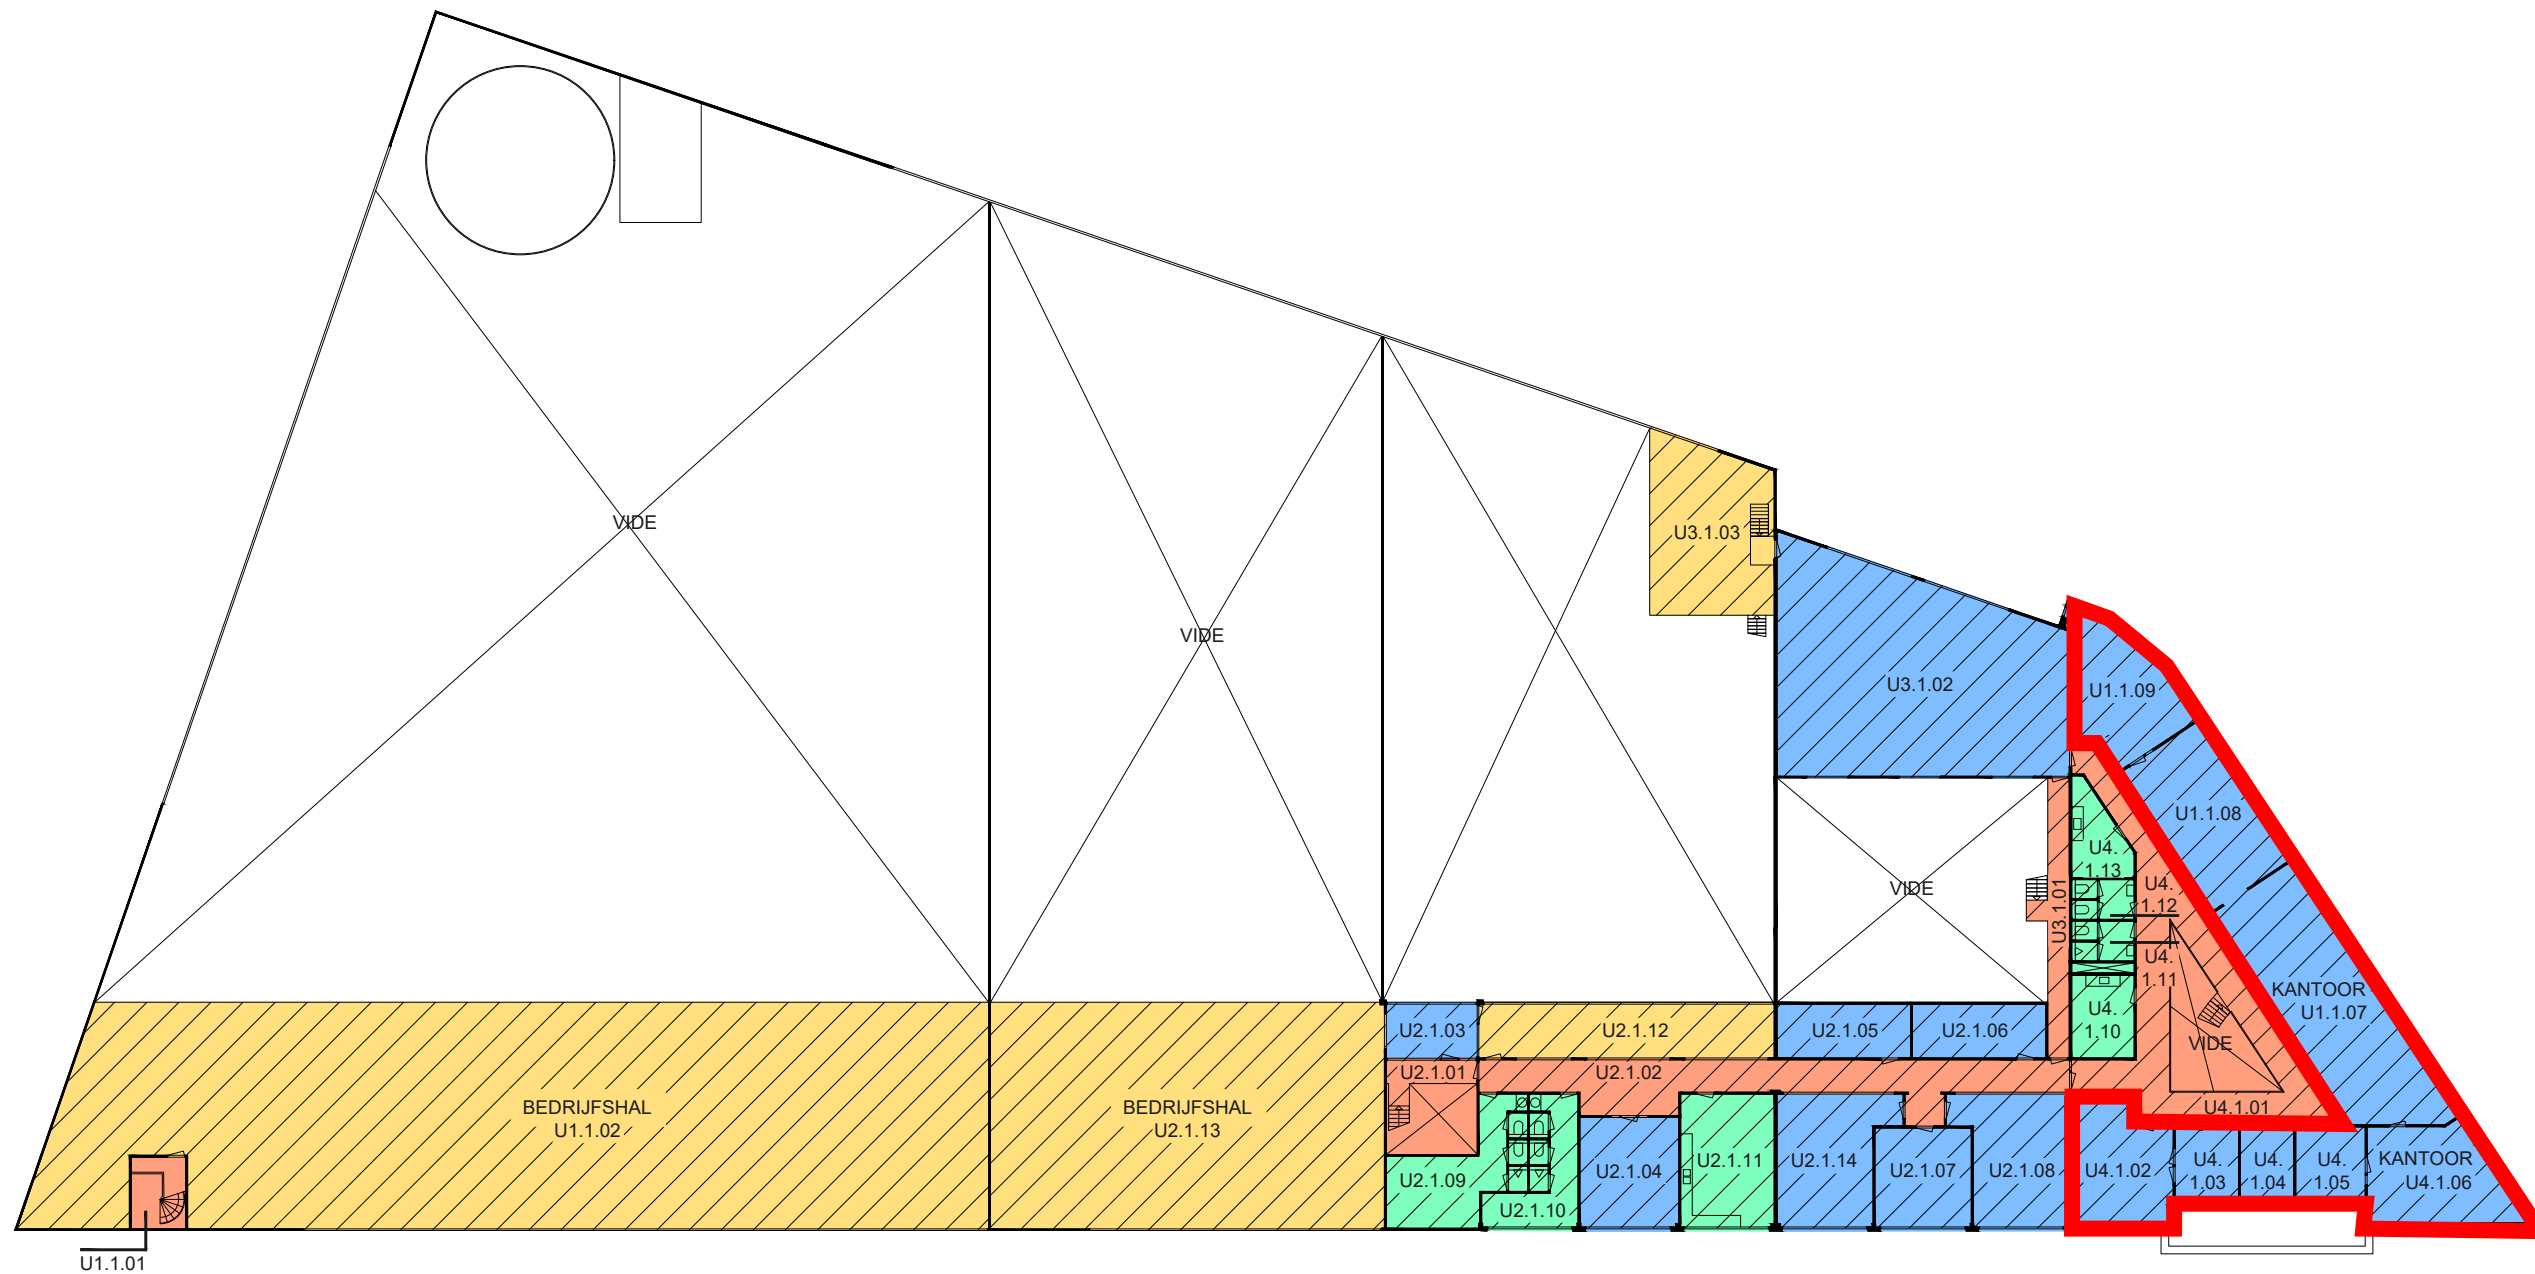 VIDE
U3.1.03
VIDE
U3.1.02
U1.1.09
U1.1.08
U4.
1.13
VIDE
U4.
1.12
U3.1.01
U4.
1.11
KANTOOR
U1.1.07
U4.
1.10
VIDE
U2.1.03
U2.1.12
U2.1.05
U2.1.06
U2.1.01
U2.1.02
BEDRIJFSHAL
U1.1.02
BEDRIJFSHAL
U2.1.13
U4.1.01
U2.1.09
U2.1.10
U2.1.04
U2.1.11
U2.1.14
U2.1.07
U2.1.08
U4.1.02
U4.
1.03
U4.
1.04
U4.
1.05
KANTOOR
U4.1.06
U1.1.01